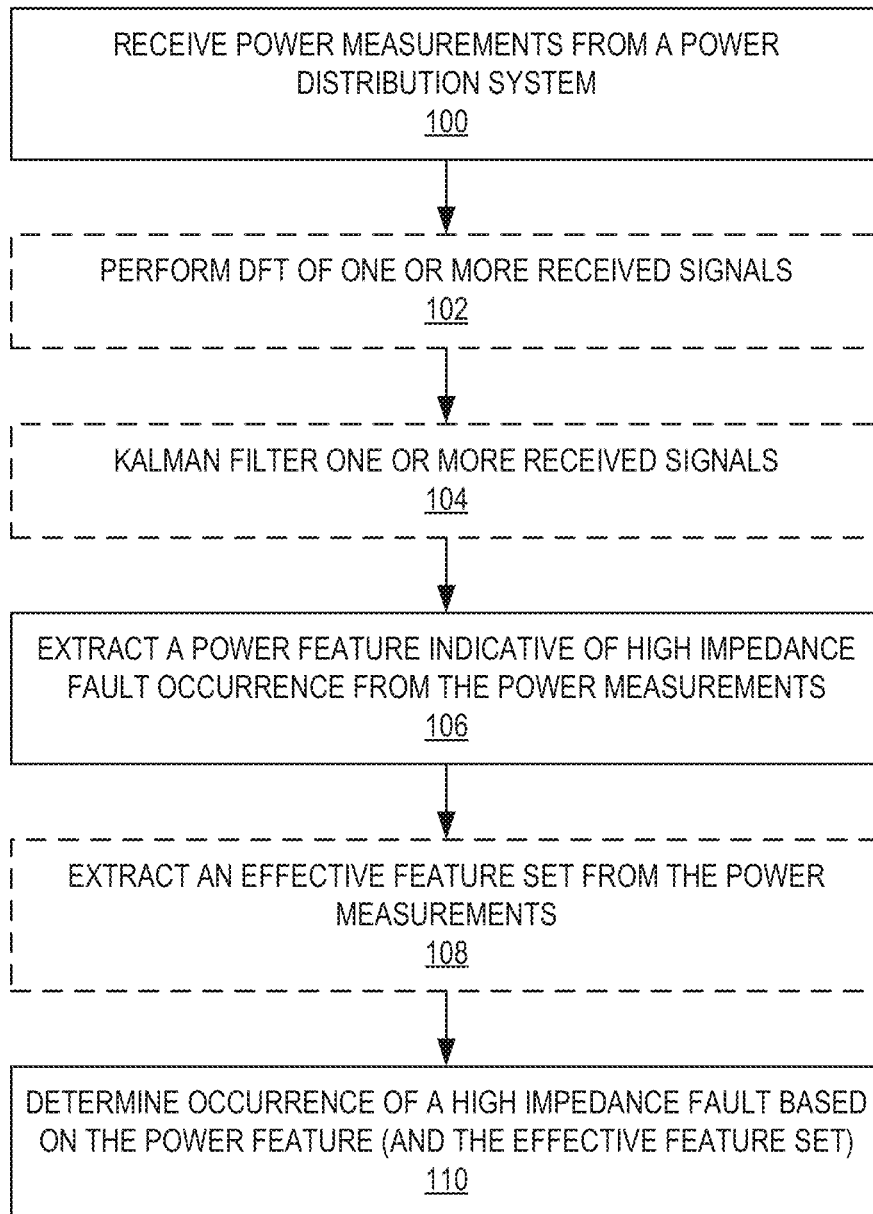 RECEIVE POWER MEASUREMENTS FROM A POWER
DISTRIBUTION SYSTEM
100
PERFORM DFT OF ONE OR MORE RECEIVED SIGNALS
102
KALMAN FILTER ONE OR MORE RECEIVED SIGNALS
104
EXTRACT A POWER FEATURE INDICATIVE OF HIGH IMPEDANCE
FAULT OCCURRENCE FROM THE POWER MEASUREMENTS
106
EXTRACT AN EFFECTIVE FEATURE SET FROM THE POWER
MEASUREMENTS
108
DETERMINE OCCURRENCE OF A HIGH IMPEDANCE FAULT BASED
ON THE POWER FEATURE (AND THE EFFECTIVE FEATURE SET)
110